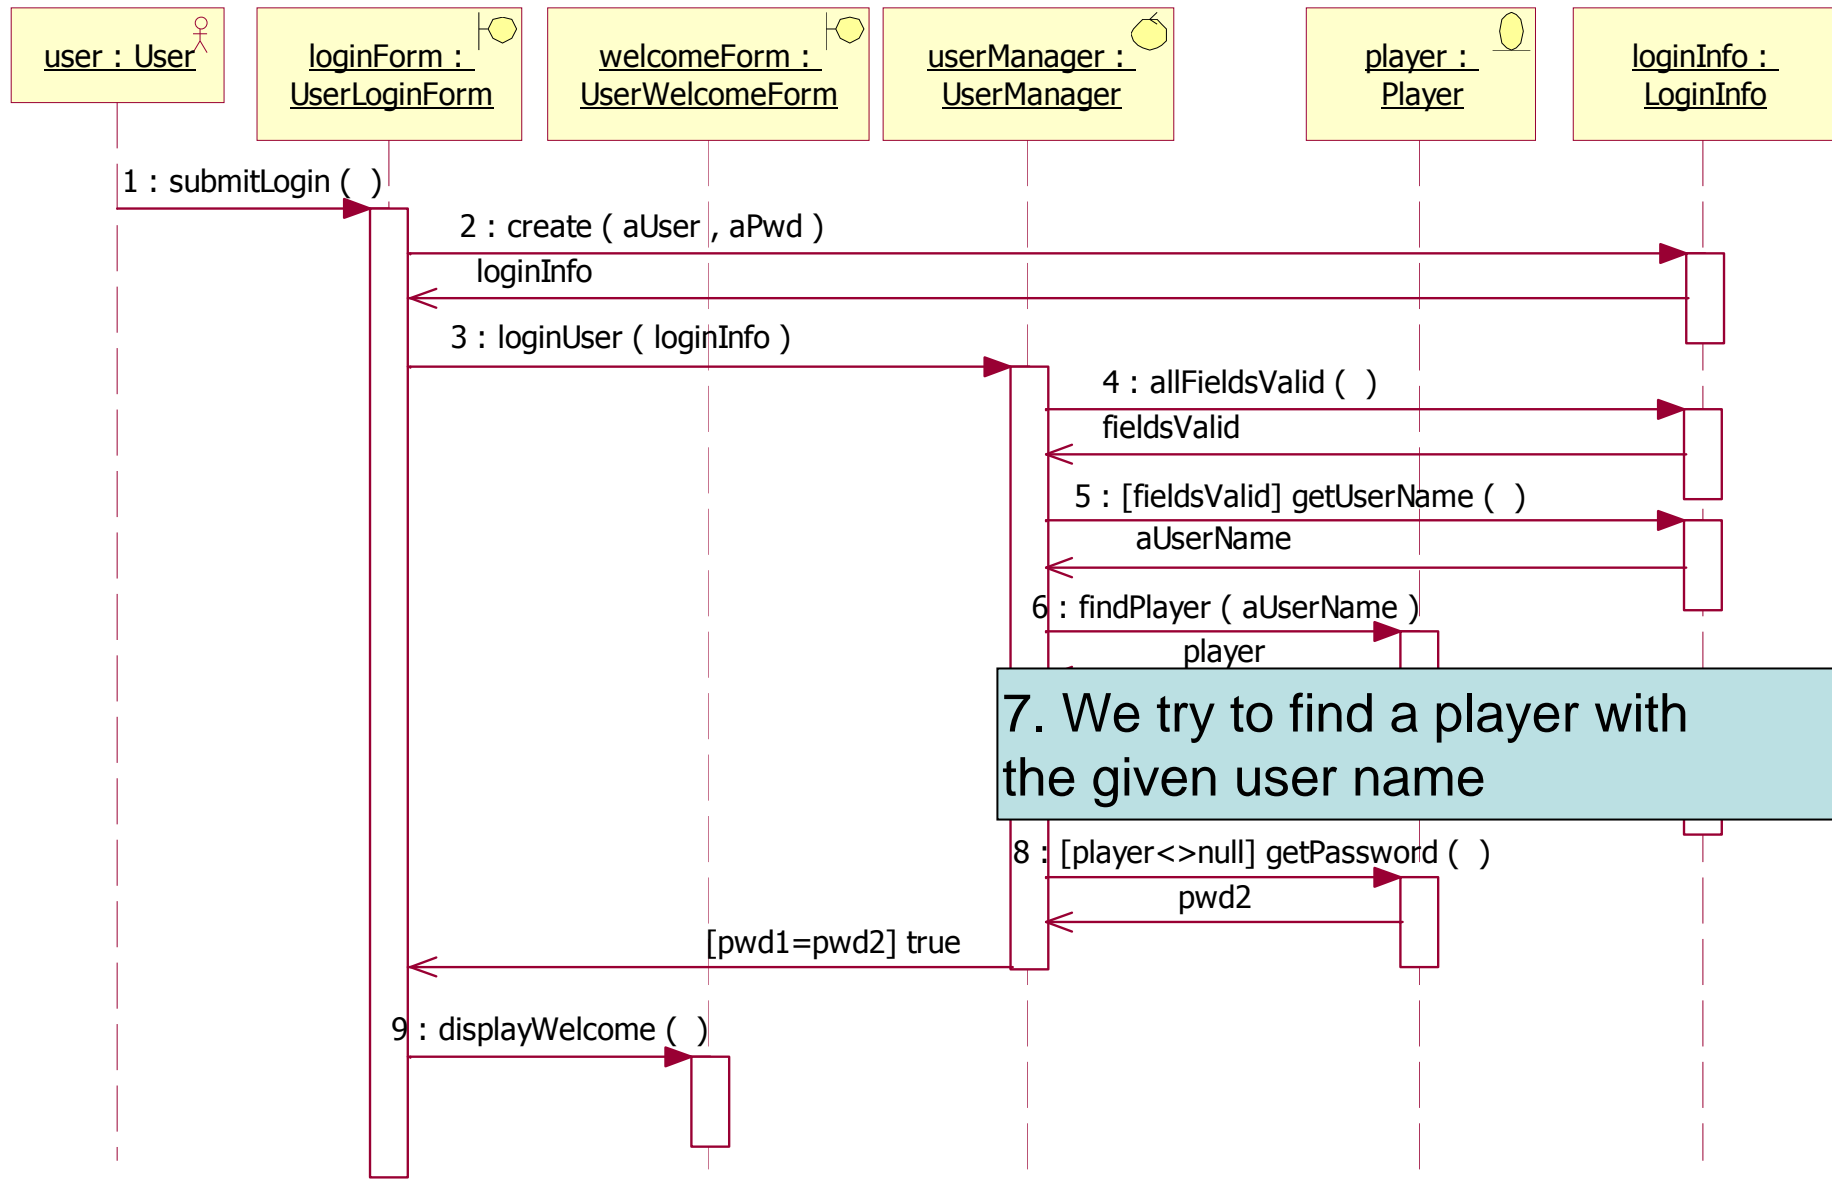 user : User
loginForm :
UserLoginForm
welcomeForm :
UserWelcomeForm
userManager :
UserManager
player :
Player
loginInfo :
LoginInfo
1 : submitLogin (  )
2 : create ( aUser , aPwd )
loginInfo
3 : loginUser ( loginInfo )
4 : allFieldsValid (  )
fieldsValid
5 : [fieldsValid] getUserName (  )
aUserName
6 : findPlayer ( aUserName )
player
7. We try to find a player with
the given user name
8 : [player<>null] getPassword (  )
pwd2
[pwd1=pwd2] true
9 : displayWelcome (  )